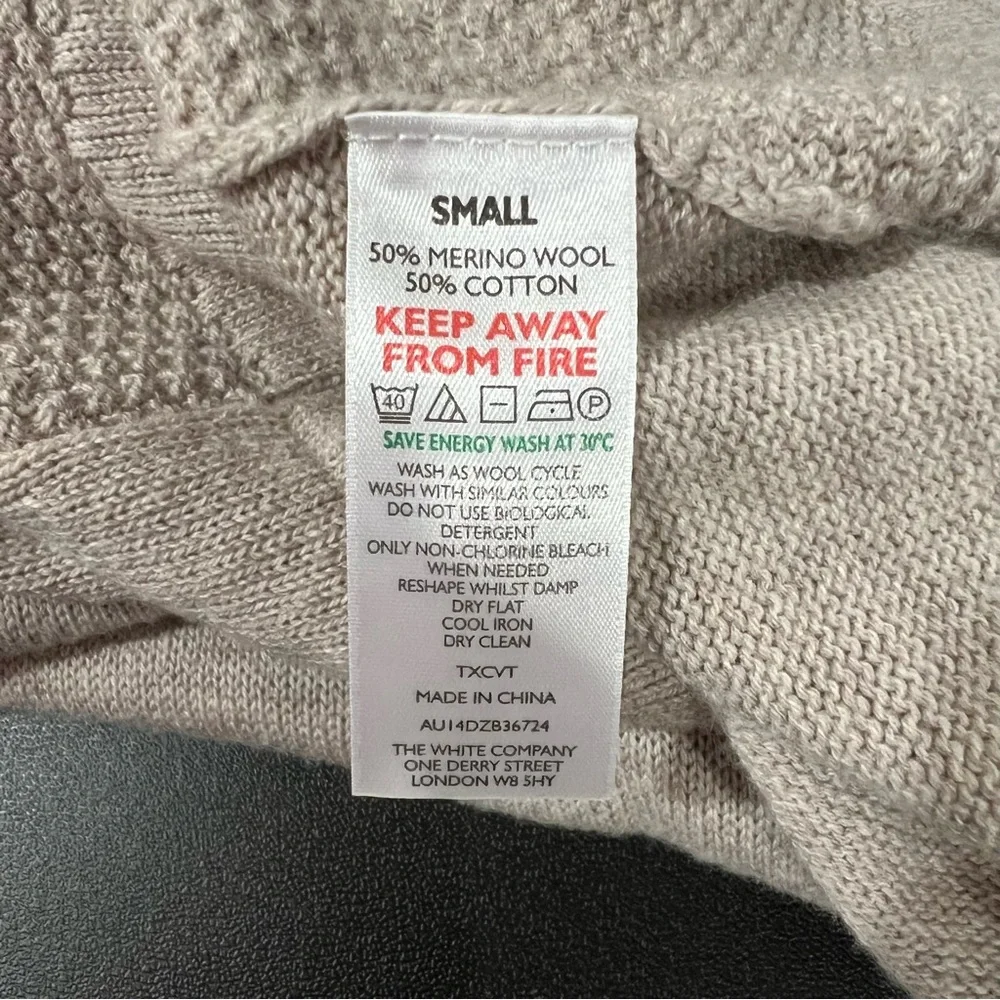 SMALL
50% MERINO WOOL
50% COTTON
KEEP AWAY
FROM FIRE
40 P
SAVE ENERGY WASH AT 30°C
WASH AS WOOL CYCLE
WASH WITH SIMILAR COLOURS
DO NOT USE BIOLOGICAL
DETERGENT
ONLY NON-CHLORINE BLEACH
WHEN NEEDED
RESHAPE WHILST DAMP
DRY FLAT
COOL IRON
DRY CLEAN
TXCVT
MADE IN CHINA
AU14DZB36724
THE WHITE COMPANY
ONE DERRY STREET
LONDON W8 5HY